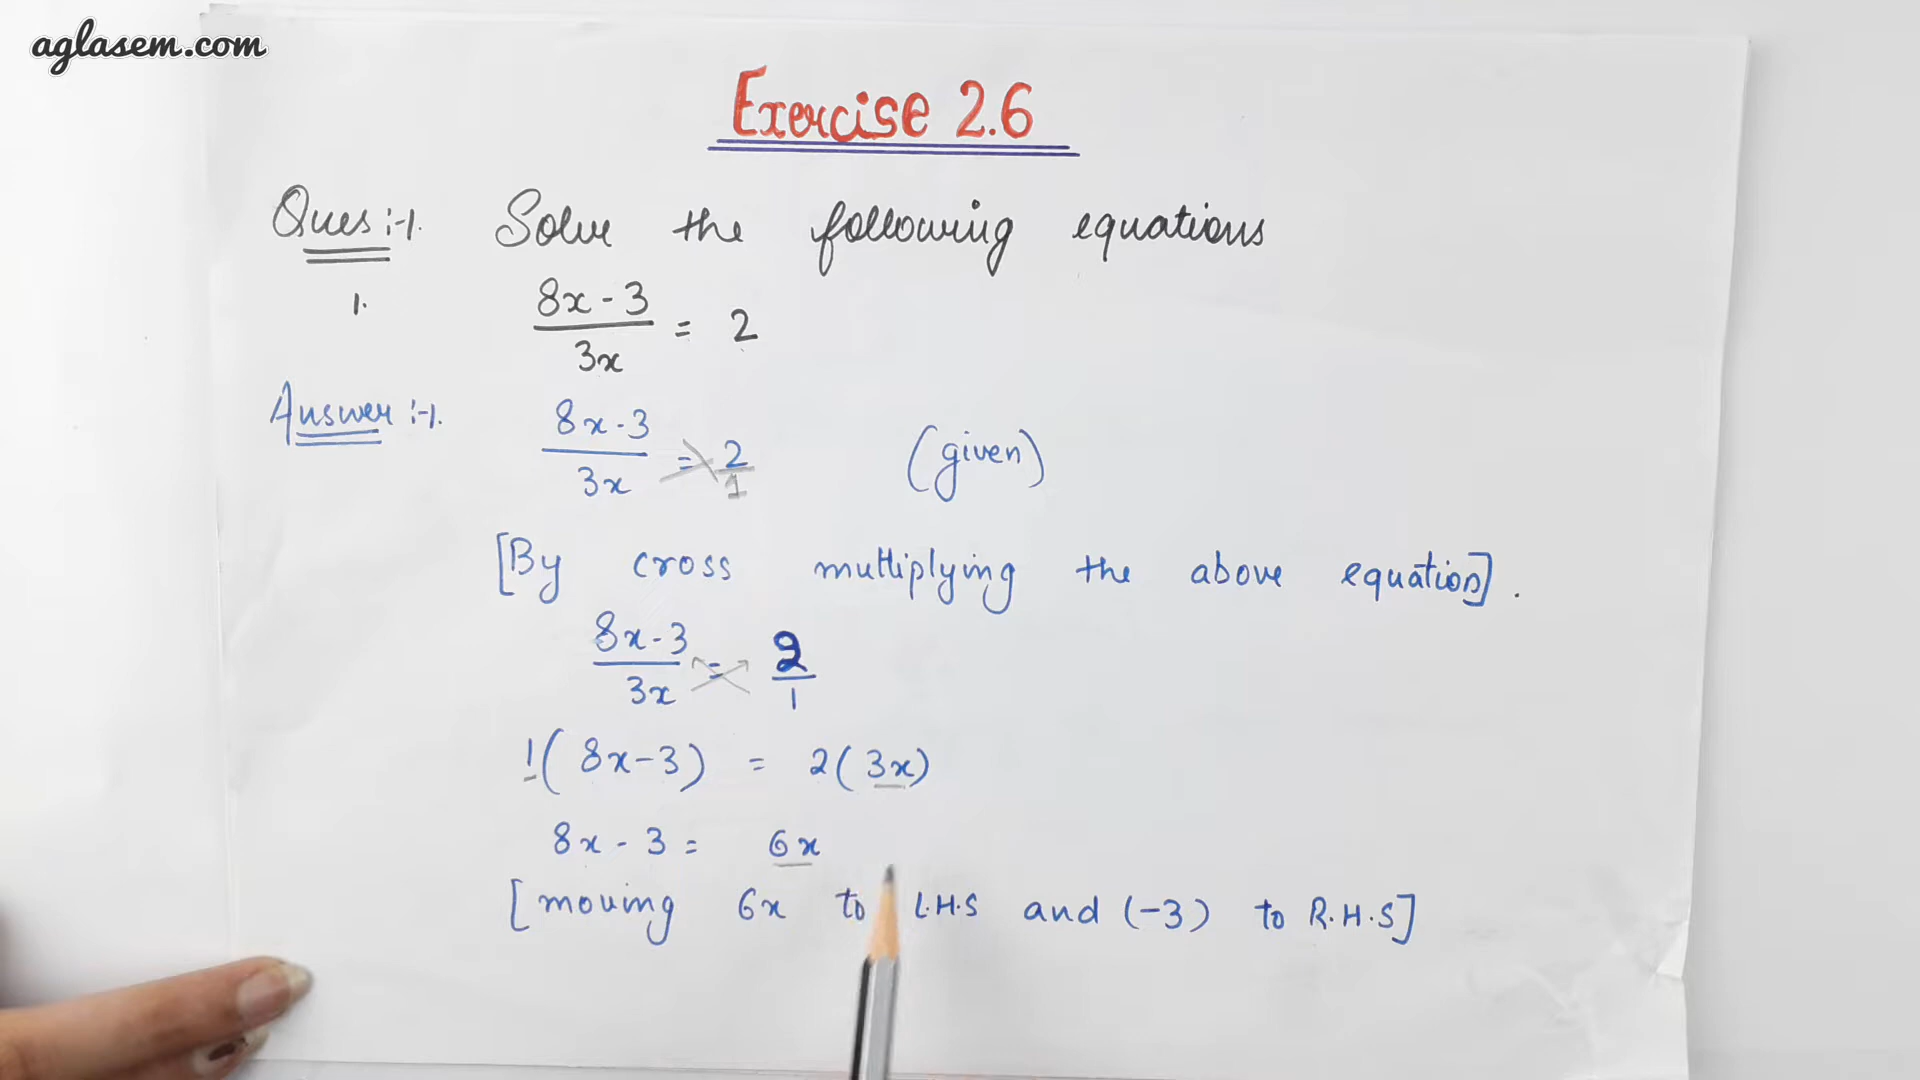 aglasem.com
Exercise 2.6
Ques:-1. Solve the following equations
1. 8x-3/3x = 2
Answer:-1. 8x-3/3x = 2/1 (given)
[By cross multiplying the above equation].
8x-3/3x = 2/1
1(8x-3) = 2(3x)
8x-3 = 6x
[moving 6x to L.H.S and (-3) to R.H.S]